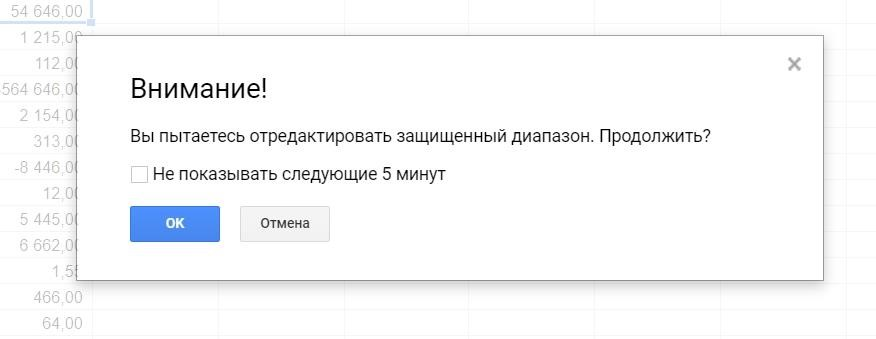 54 646,00
1 215,00
112,00
×
564 646,00
Внимание!
2 154,00
Вы пытаетесь отредактировать защищенный диапазон. Продолжить?
313,00
-8 446,00
Не показывать следующие 5 минут
12,00
5 445,00
OK
Отмена
6 662,00
1,55
466,00
64,00